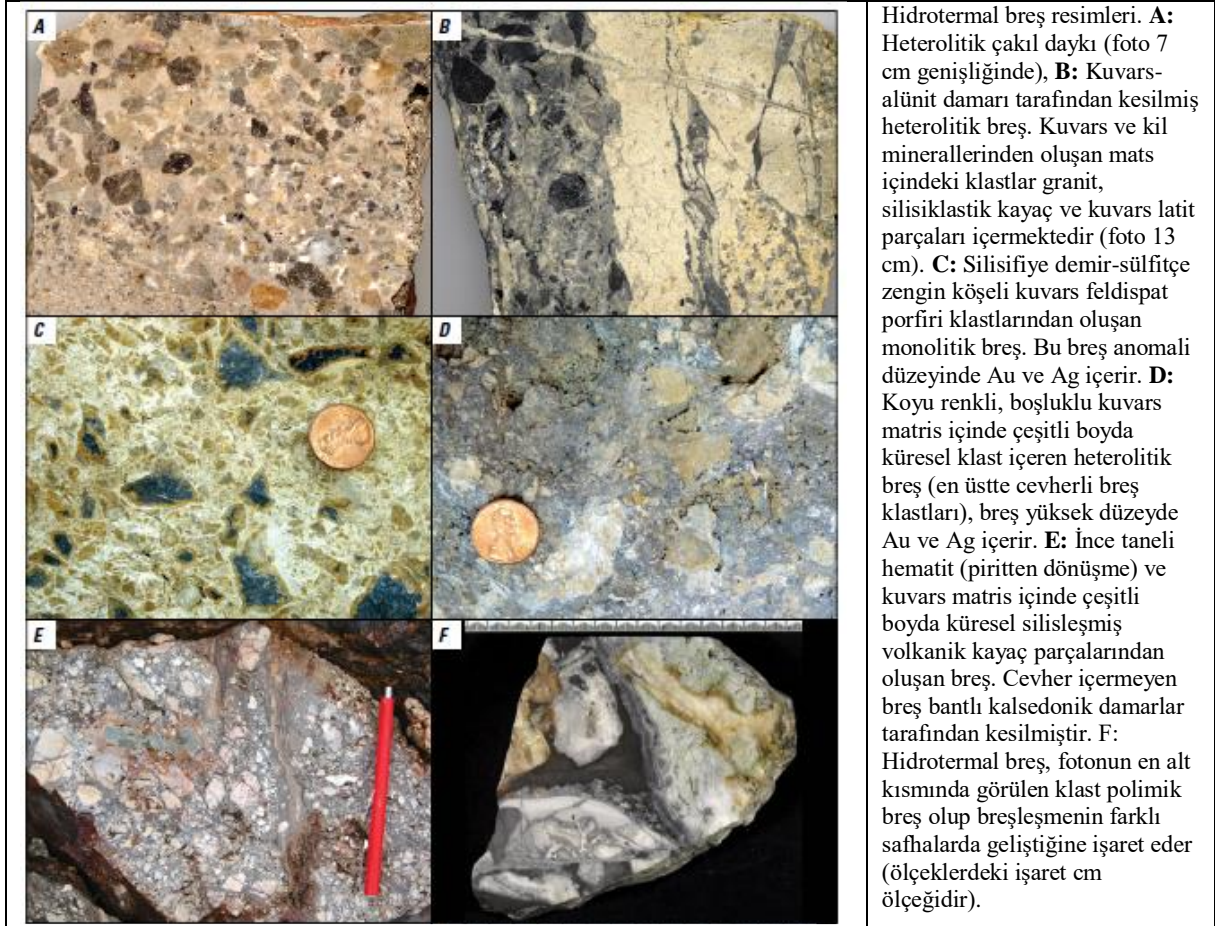 A
B
C
D
E
F
Hidrotermal breş resimleri. A:
Heterolitik çakıl daykı (foto 7
cm genişliğinde), B: Kuvars-
alünit damarı tarafından kesilmiş
heterolitik breş. Kuvars ve kil
minerallerinden oluşan mats
içindeki klastlar granit,
silisiklastik kayaç ve kuvars latit
parçaları içermektedir (foto 13
cm). C: Silisifiye demir-sülfitçe
zengin köşeli kuvars feldispat
porfiri klastlarından oluşan
monolitik breş. Bu breş anomali
düzeyinde Au ve Ag içerir. D:
Koyu renkli, boşluklu kuvars
matris içinde çeşitli boyda
küresel klast içeren heterolitik
breş (en üstte cevherli breş
klastları), breş yüksek düzeyde
Au ve Ag içerir. E: İnce taneli
hematit (piritten dönüşme) ve
kuvars matris içinde çeşitli
boyda küresel silisleşmiş
volkanik kayaç parçalarından
oluşan breş. Cevher içermeyen
breş bantlı kalsedonik damarlar
tarafından kesilmiştir. F:
Hidrotermal breş, fotonun en alt
kısmında görülen klast polimik
breş olup breşleşmenin farklı
safhalarda geliştiğine işaret eder
(ölçeklerdeki işaret cm
ölçeğidir).